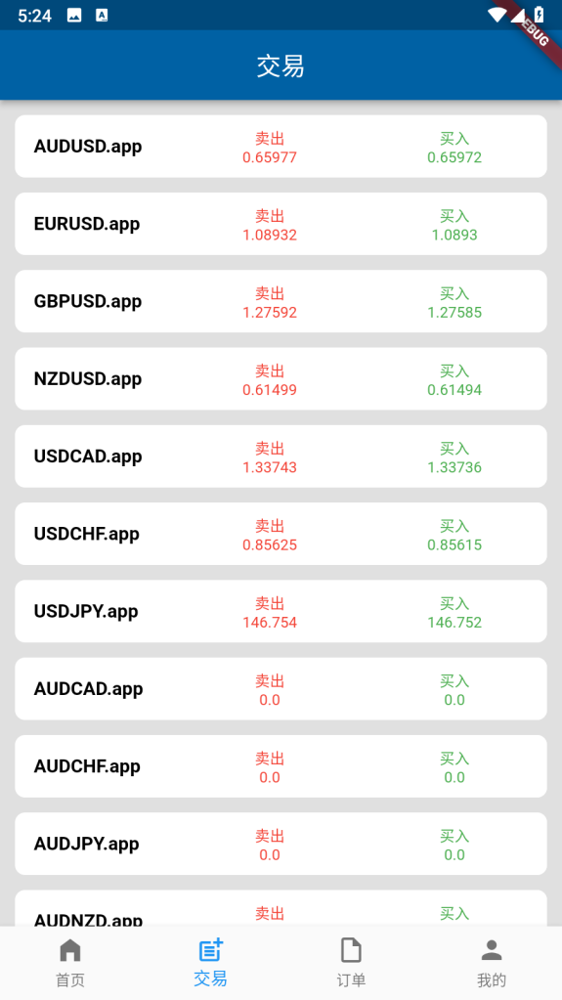 5:24
DEBUG
交易
AUDUSD.app
卖出
0.65977
买入
0.65972
EURUSD.app
卖出
1.08932
买入
1.0893
GBPUSD.app
卖出
1.27592
买入
1.27585
NZDUSD.app
卖出
0.61499
买入
0.61494
USDCAD.app
卖出
1.33743
买入
1.33736
USDCHF.app
卖出
0.85625
买入
0.85615
USDJPY.app
卖出
146.754
买入
146.752
AUDCAD.app
卖出
0.0
买入
0.0
AUDCHF.app
卖出
0.0
买入
0.0
AUDJPY.app
卖出
0.0
买入
0.0
AUDNZD.app
卖出
买入
首页
交易
订单
我的